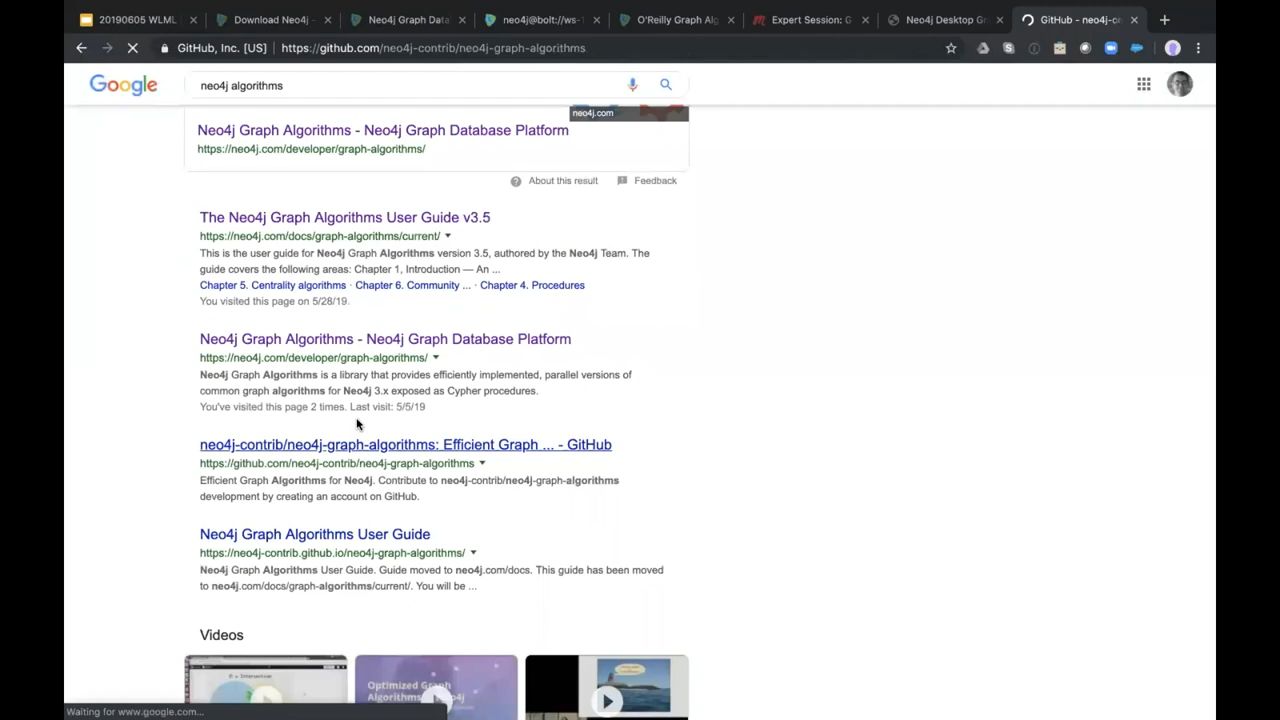 20190605 WLML
Download Neo4j -
Neo4j Graph Data
neo4j@bolt://ws-
O'Reilly Graph Alg
Expert Session: G
Neo4j Desktop Gr
GitHub - neo4j-c
GitHub, Inc. [US] | https://github.com/neo4j-contrib/neo4j-graph-algorithms
Google
neo4j algorithms
neo4j.com
Neo4j Graph Algorithms - Neo4j Graph Database Platform
https://neo4j.com/developer/graph-algorithms/
About this result
Feedback
The Neo4j Graph Algorithms User Guide v3.5
https://neo4j.com/docs/graph-algorithms/current/
This is the user guide for Neo4j Graph Algorithms version 3.5, authored by the Neo4j Team. The
guide covers the following areas: Chapter 1, Introduction — An ...
Chapter 5. Centrality algorithms · Chapter 6. Community ... · Chapter 4. Procedures
You visited this page on 5/28/19.
Neo4j Graph Algorithms - Neo4j Graph Database Platform
https://neo4j.com/developer/graph-algorithms/
Neo4j Graph Algorithms is a library that provides efficiently implemented, parallel versions of
common graph algorithms for Neo4j 3.x exposed as Cypher procedures.
You've visited this page 2 times. Last visit: 5/5/19
neo4j-contrib/neo4j-graph-algorithms: Efficient Graph ... - GitHub
https://github.com/neo4j-contrib/neo4j-graph-algorithms
Efficient Graph Algorithms for Neo4j. Contribute to neo4j-contrib/neo4j-graph-algorithms
development by creating an account on GitHub.
Neo4j Graph Algorithms User Guide
https://neo4j-contrib.github.io/neo4j-graph-algorithms/
Neo4j Graph Algorithms User Guide. Guide moved to neo4j.com/docs. This guide has been moved
to neo4j.com/docs/graph-algorithms/current/. You will be ...
Videos
Optimized Graph
Algorithms
Waiting for www.google.com...